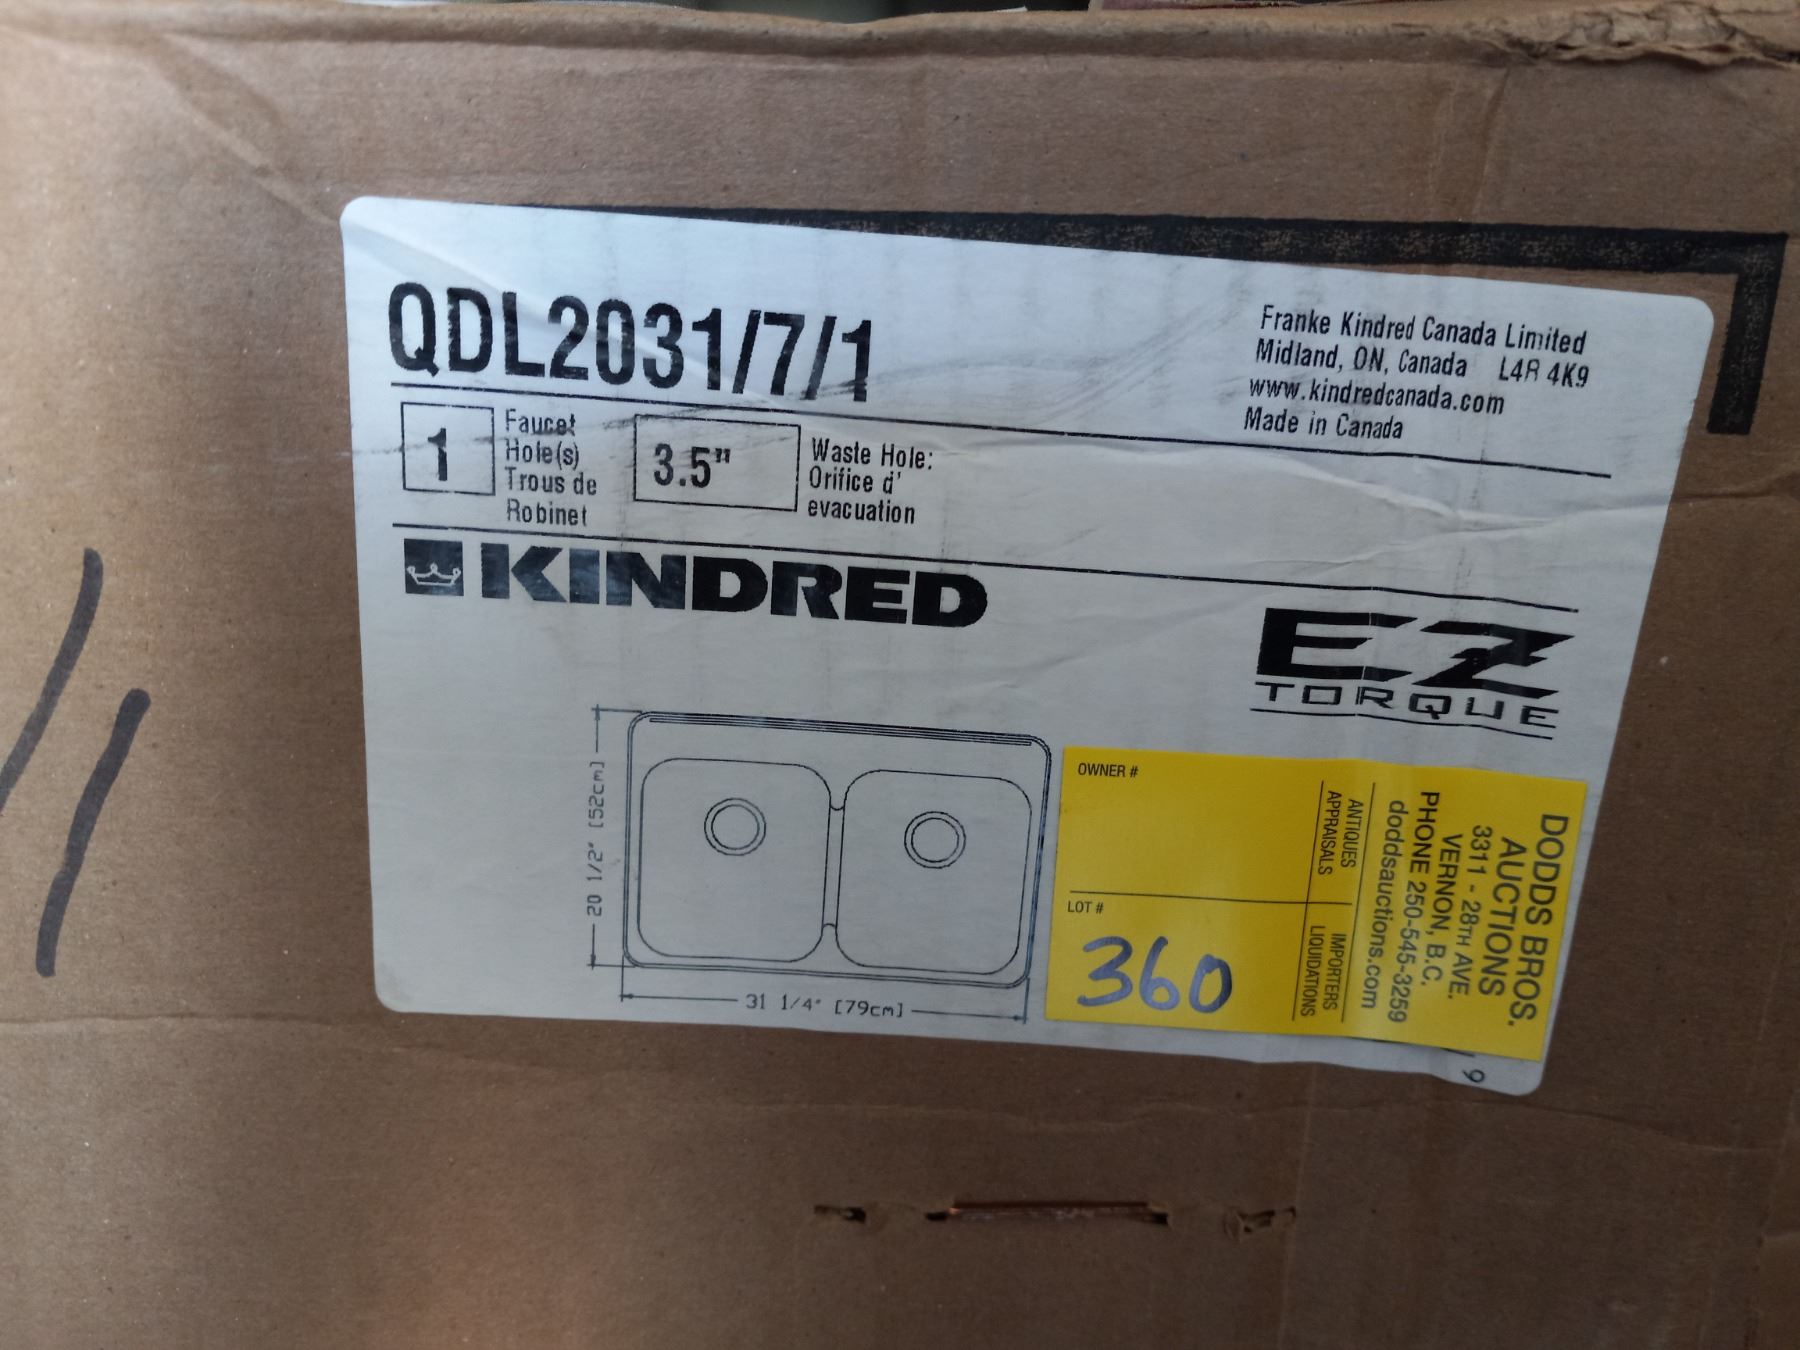 QDL2031/7/1
Franke Kindred Canada Limited
Midland, ON, Canada L4R 4K9
www.kindredcanada.com
Made in Canada
1
Faucet
Hole(s)
Trous de
Robinet
3.5"
Waste Hole:
Orifice d'
evacuation
KINDRED
EZ
TORQUE
20 1/2" [52cm]
31 1/4" [79cm]
OWNER #
LOT #
360
DODDS BROS.
AUCTIONS
3311 - 28TH AVE.
VERNON, B.C.
PHONE 250-545-3259
doddsauctions.com
ANTIQUES
APPRAISALS
IMPORTERS
LIQUIDATIONS